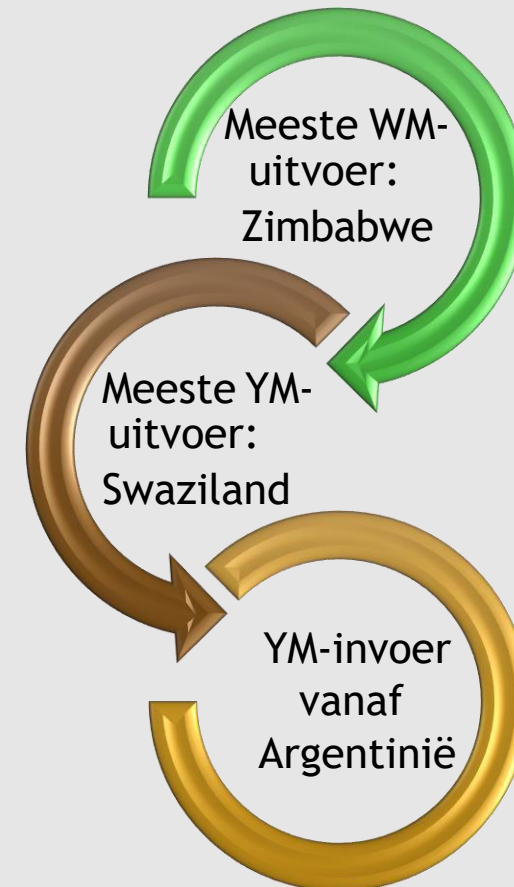 Meeste WM-
uitvoer:
Zimbabwe
Meeste YM-
uitvoer:
Swaziland
YM-invoer
vanaf
Argentinië